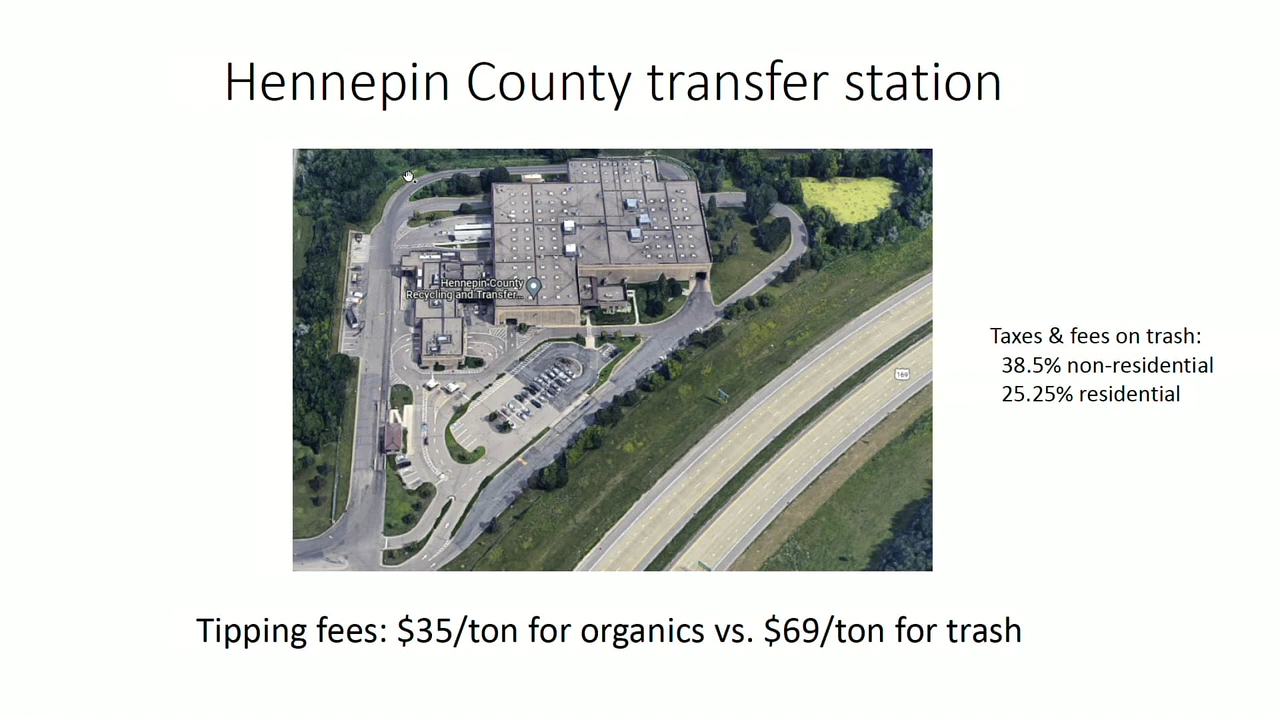 Hennepin County transfer station
Hennepin County
Recycling and Transfer...
169
Taxes & fees on trash:
38.5% non-residential
25.25% residential
Tipping fees: $35/ton for organics vs. $69/ton for trash